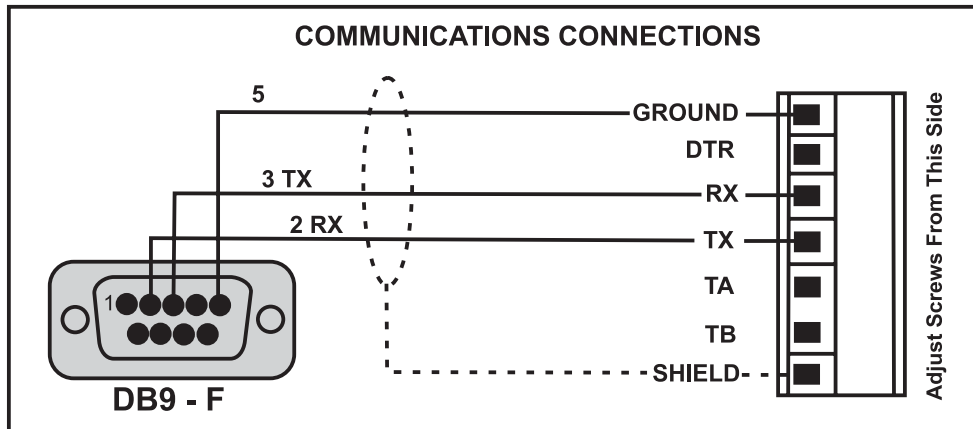 COMMUNICATIONS CONNECTIONS
5
GROUND
DTR
3 TX
RX
2 RX
TX
1
TA
TB
SHIELD
DB9 - F
Adjust Screws From This Side